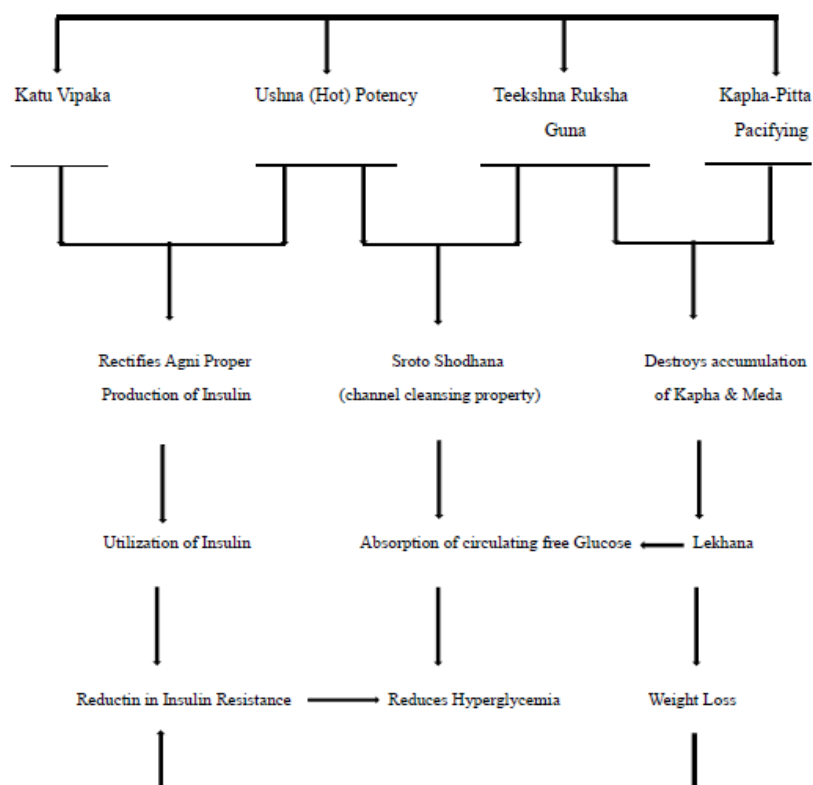 Katu Vipaka
Ushna (Hot) Potency
Teekshna Ruksha
Guna
Kapha-Pitta
Pacifying
Rectifies Agni Proper
Production of Insulin
Sroto Shodhana
(channel cleansing property)
Destroys accumulation
of Kapha & Meda
Utilization of Insulin
Absorption of circulating free Glucose
Lekhana
Reductin in Insulin Resistance
Reduces Hyperglycemia
Weight Loss